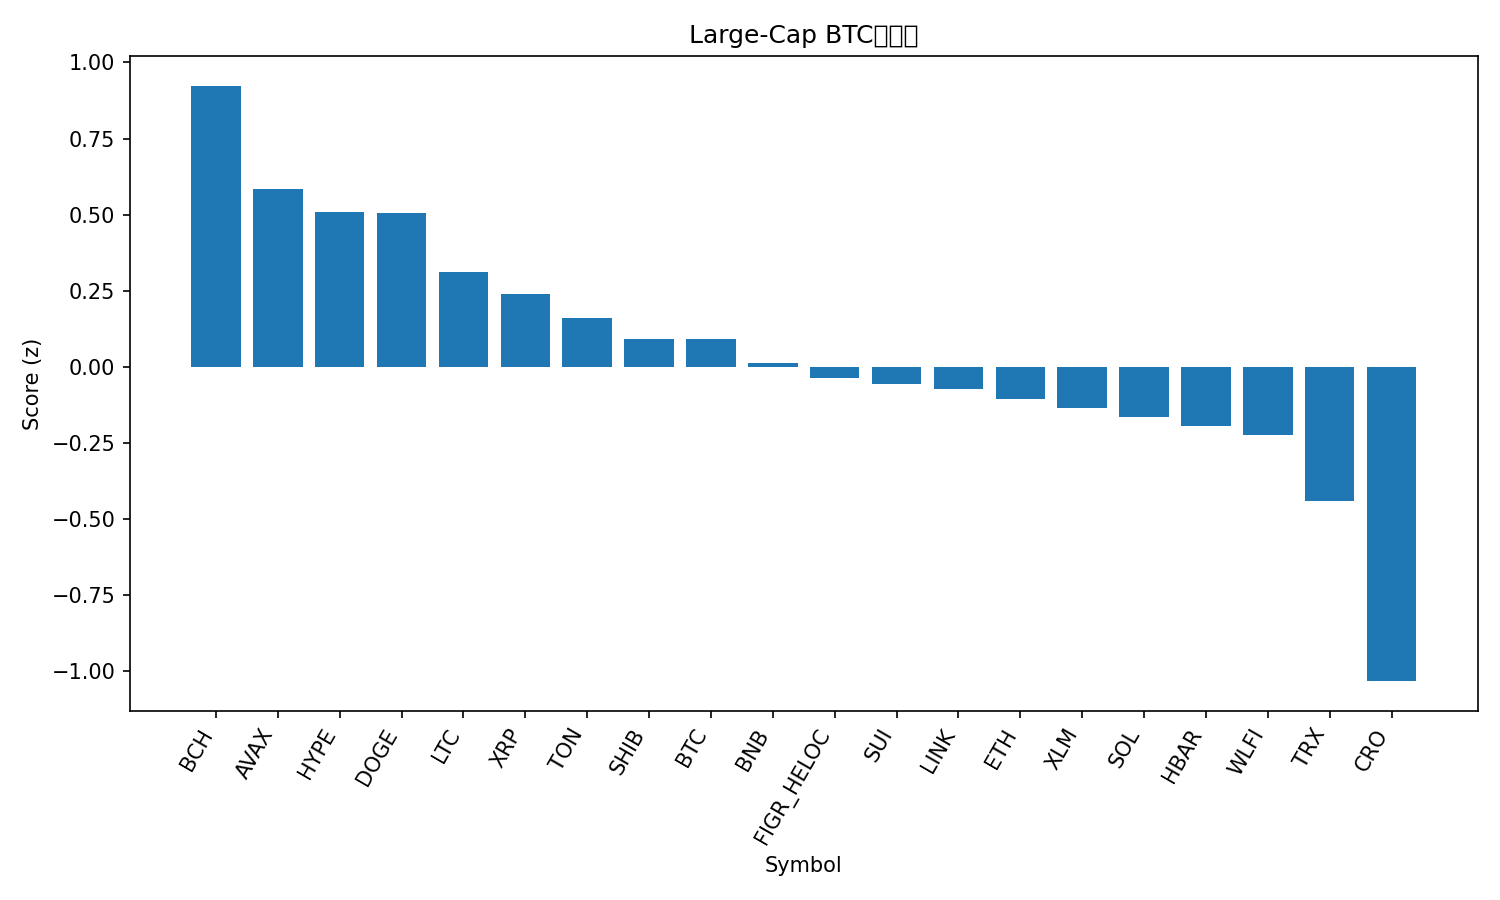 Large-Cap BTC
1.00
0.75
0.50
0.25
0.00
−0.25
−0.50
−0.75
−1.00
Score (z)
BCH
AVAX
HYPE
DOGE
LTC
XRP
TON
SHIB
BTC
BNB
FIGR_HELOC
SUI
LINK
ETH
XLM
SOL
HBAR
WLFI
TRX
CRO
Symbol